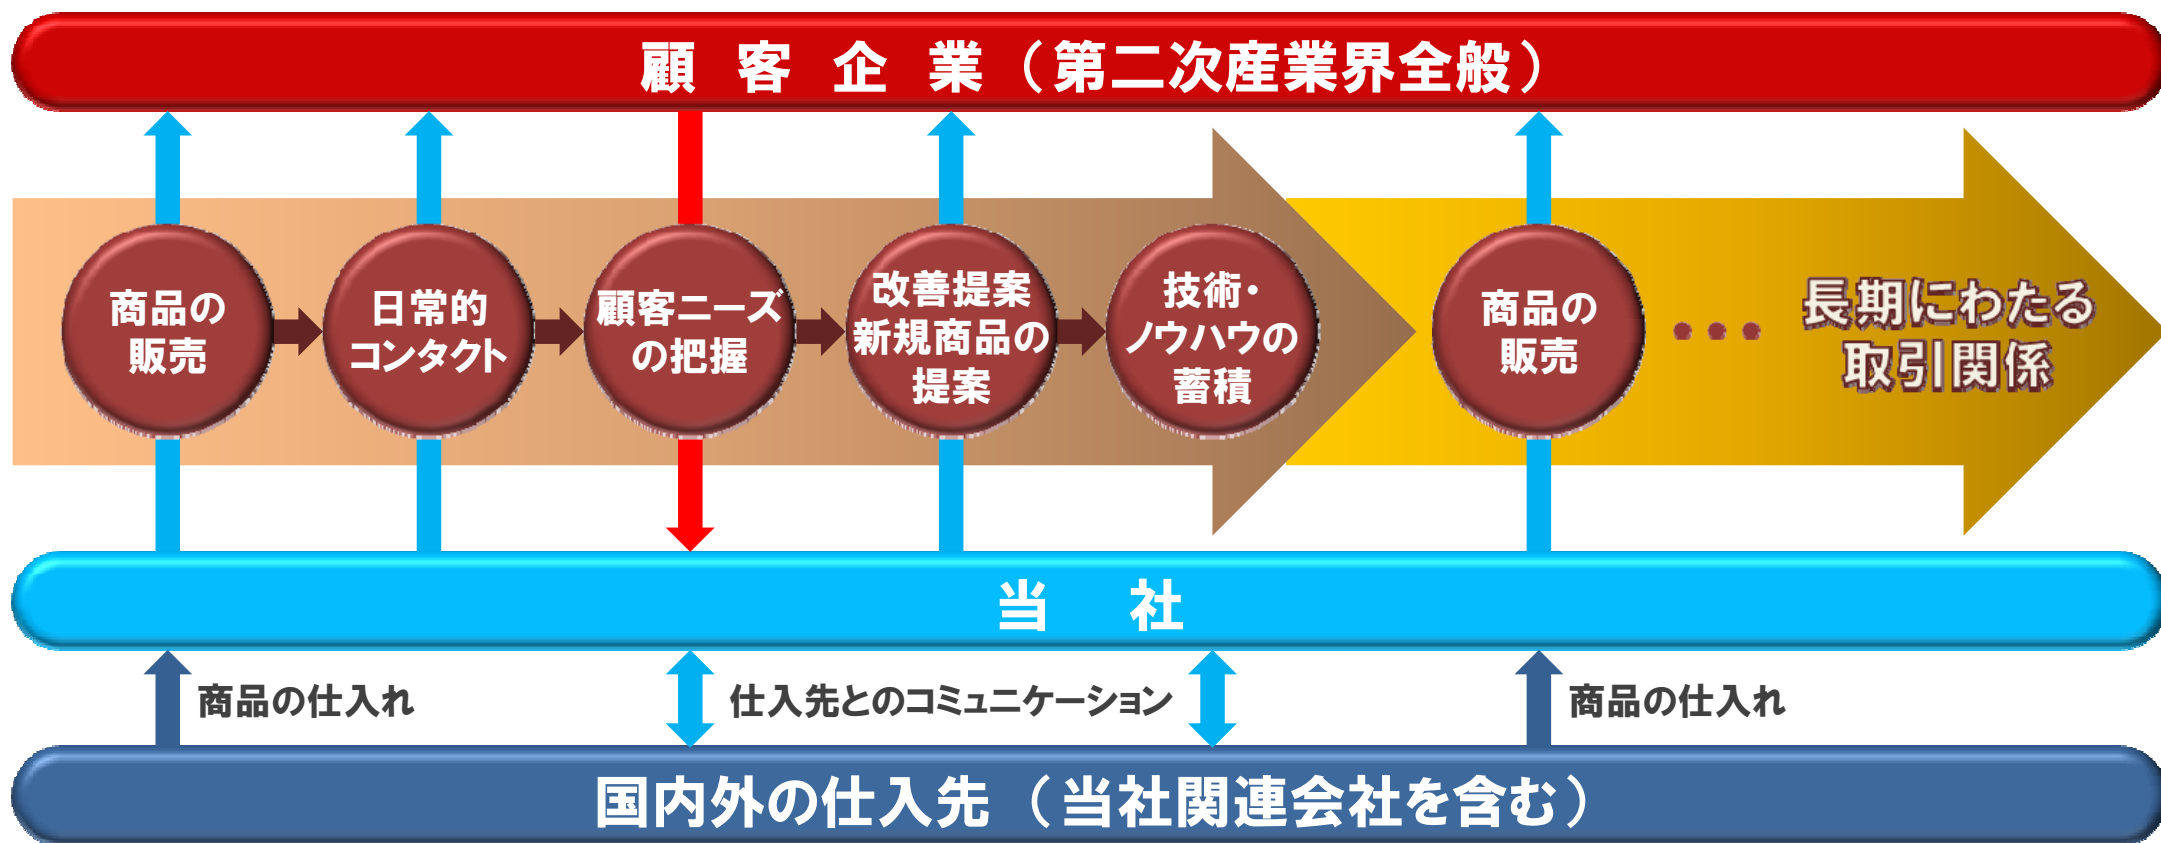 顧客企業（第二次産業界全般）
商品の
販売
日常的
コンタクト
顧客ニーズ
の把握
改善提案
新規商品の
提案
技術・
ノウハウの
蓄積
商品の
販売
長期にわたる
取引関係
当社
商品の仕入れ
仕入先とのコミュニケーション
商品の仕入れ
国内外の仕入先（当社関連会社を含む）